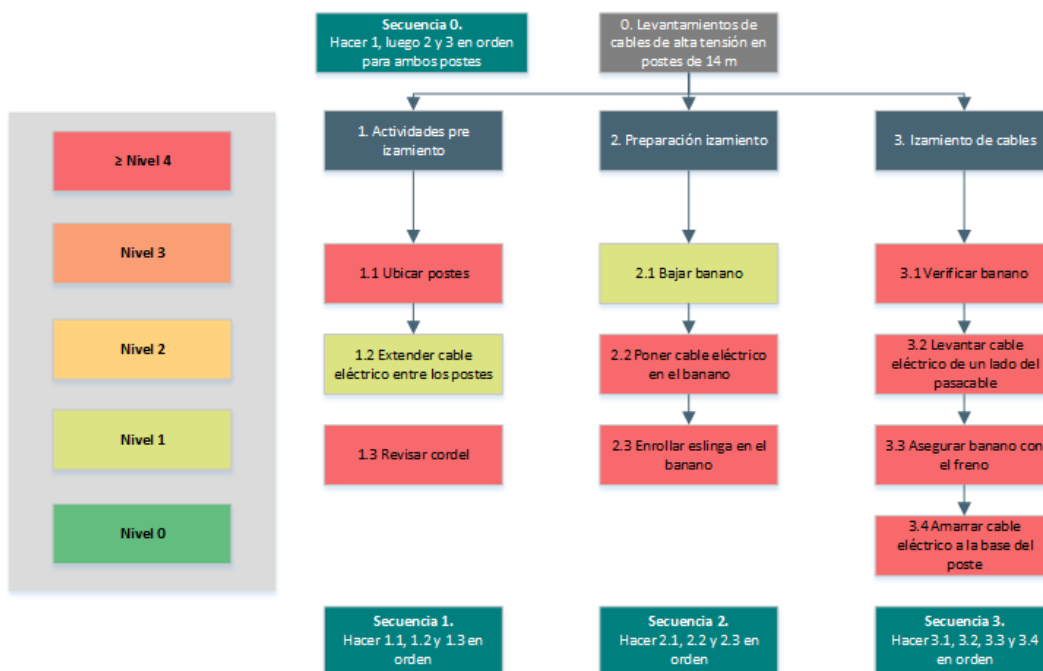 Secuencia 0.
Hacer 1, luego 2 y 3 en orden
para ambos postes
0. Levantamientos de
cables de alta tensión en
postes de 14 m
≥ Nivel 4
Nivel 3
Nivel 2
Nivel 1
Nivel 0
1. Actividades pre
izamiento
1.1 Ubicar postes
1.2 Extender cable
eléctrico entre los postes
1.3 Revisar cordel
Secuencia 1.
Hacer 1.1, 1.2 y 1.3 en
orden
2. Preparación izamiento
2.1 Bajar banano
2.2 Poner cable eléctrico
en el banano
2.3 Enrollar eslinga en el
banano
Secuencia 2.
Hacer 2.1, 2.2 y 2.3 en
orden
3. Izamiento de cables
3.1 Verificar banano
3.2 Levantar cable
eléctrico de un lado del
pasacable
3.3 Asegurar banano con
el freno
3.4 Amarrar cable
eléctrico a la base del
poste
Secuencia 3.
Hacer 3.1, 3.2, 3.3 y 3.4
en orden